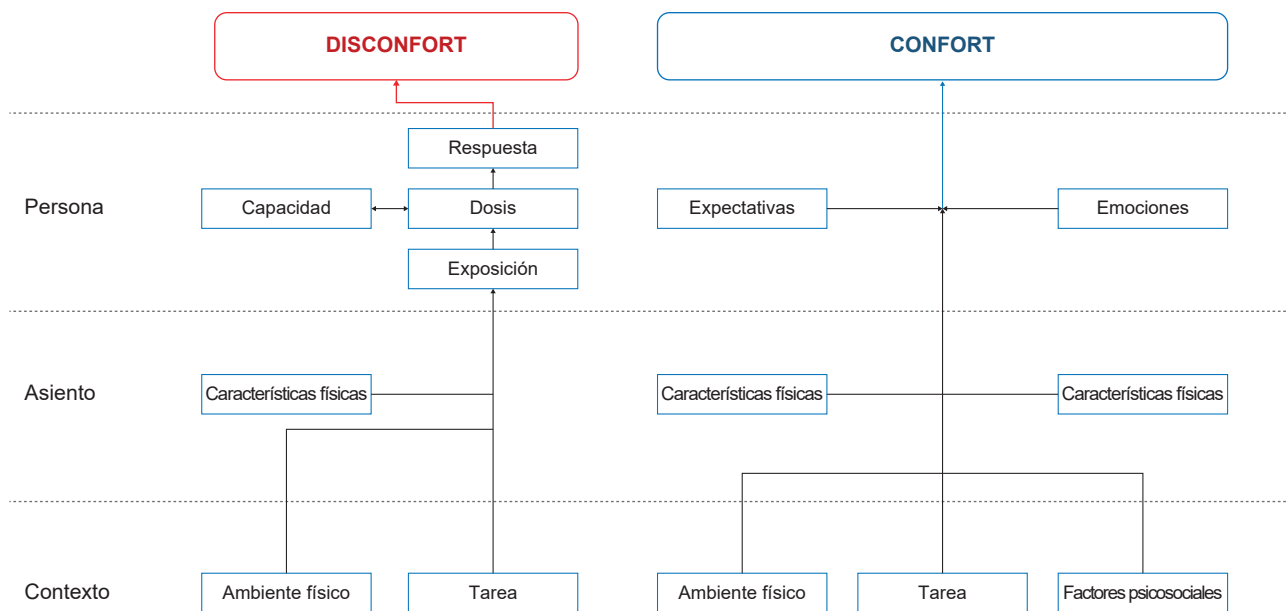 DISCONFORT
CONFORT
Respuesta
Persona
Capacidad
Dosis
Expectativas
Emociones
Exposición
Asiento
Características físicas
Características físicas
Características físicas
Contexto
Ambiente físico
Tarea
Ambiente físico
Tarea
Factores psicosociales